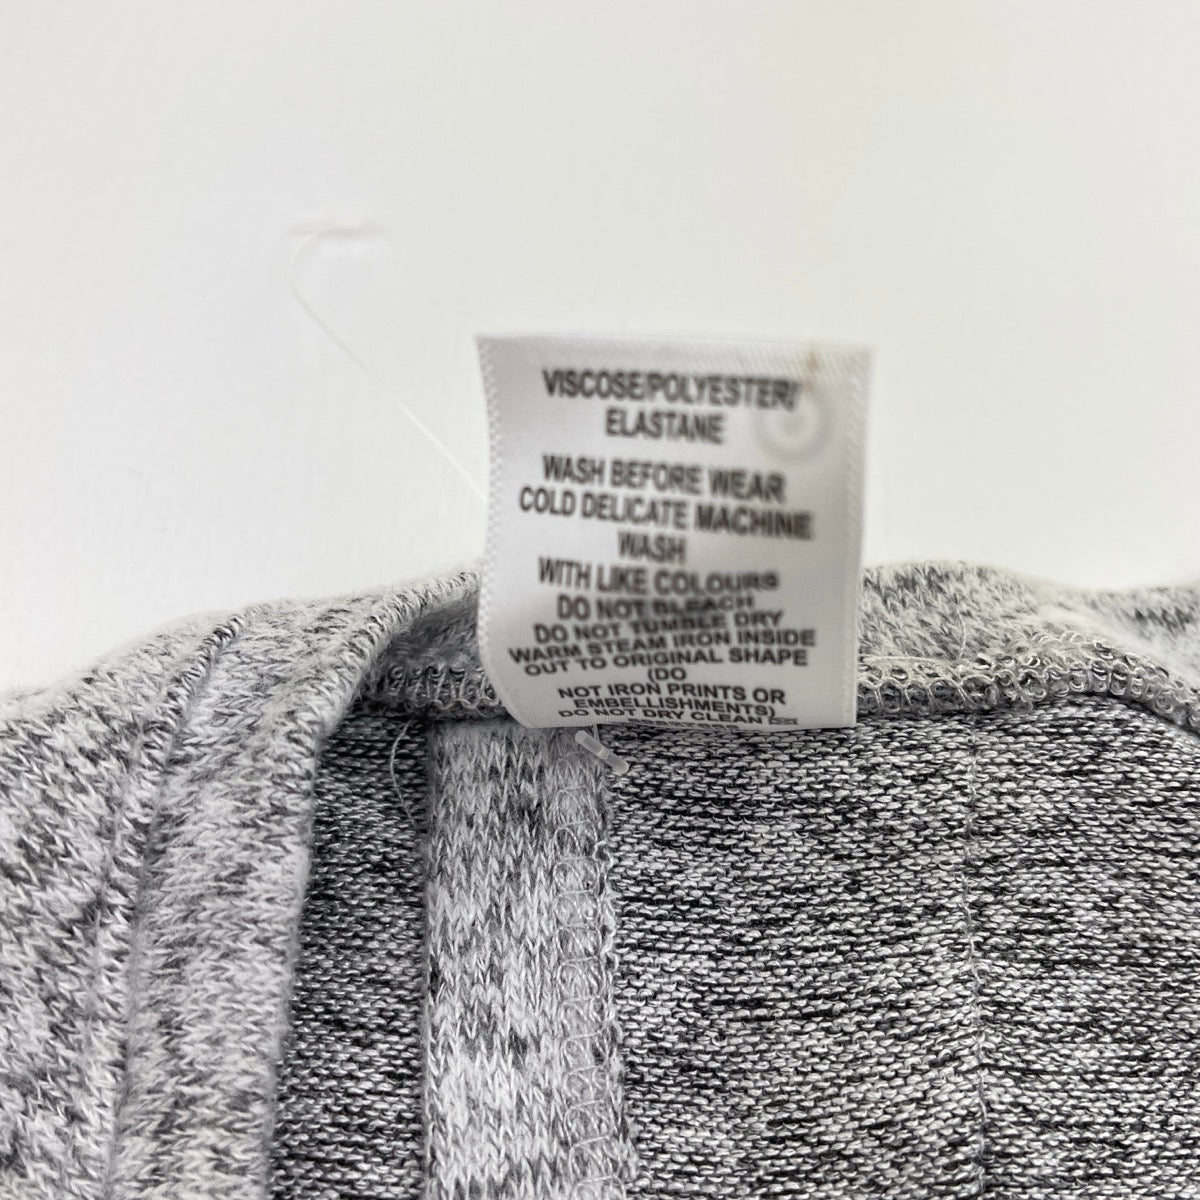 VISCOSE/POLYESTER/
ELASTANE
WASH BEFORE WEAR
COLD DELICATE MACHINE
WASH
WITH LIKE COLOURS
DO NOT BLEACH
DO NOT TUMBLE DRY
WARM STEAM IRON INSIDE
OUT TO ORIGINAL SHAPE
(DO
NOT IRON PRINTS OR
EMBELLISHMENTS)
DO NOT DRY CLEAN